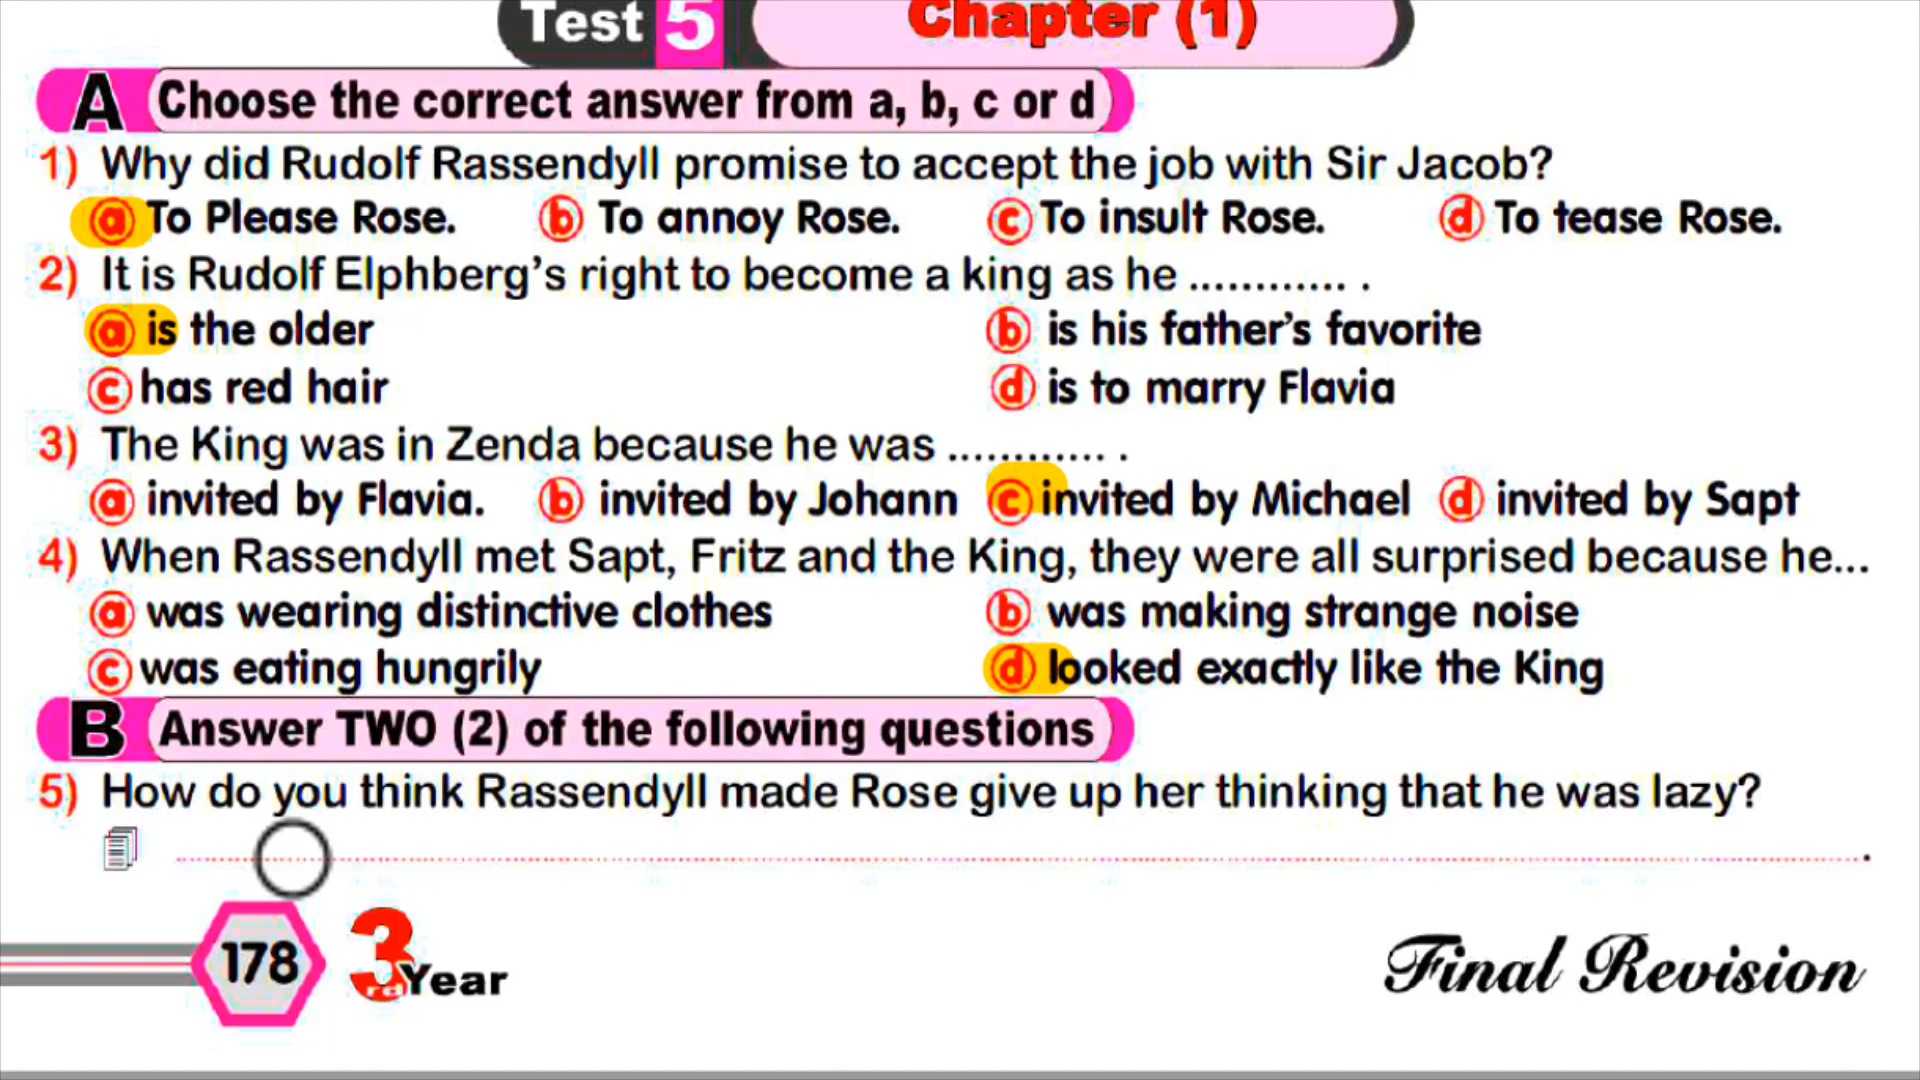 Test 5 Chapter (1)
A Choose the correct answer from a, b, c or d
1) Why did Rudolf Rassendyll promise to accept the job with Sir Jacob?
a To Please Rose. b To annoy Rose. c To insult Rose. d To tease Rose.
2) It is Rudolf Elphberg’s right to become a king as he ............ .
a is the older b is his father’s favorite
c has red hair d is to marry Flavia
3) The King was in Zenda because he was ............ .
a invited by Flavia. b invited by Johann c invited by Michael d invited by Sapt
4) When Rassendyll met Sapt, Fritz and the King, they were all surprised because he...
a was wearing distinctive clothes b was making strange noise
c was eating hungrily d looked exactly like the King
B Answer TWO (2) of the following questions
5) How do you think Rassendyll made Rose give up her thinking that he was lazy?
178 3rd Year Final Revision